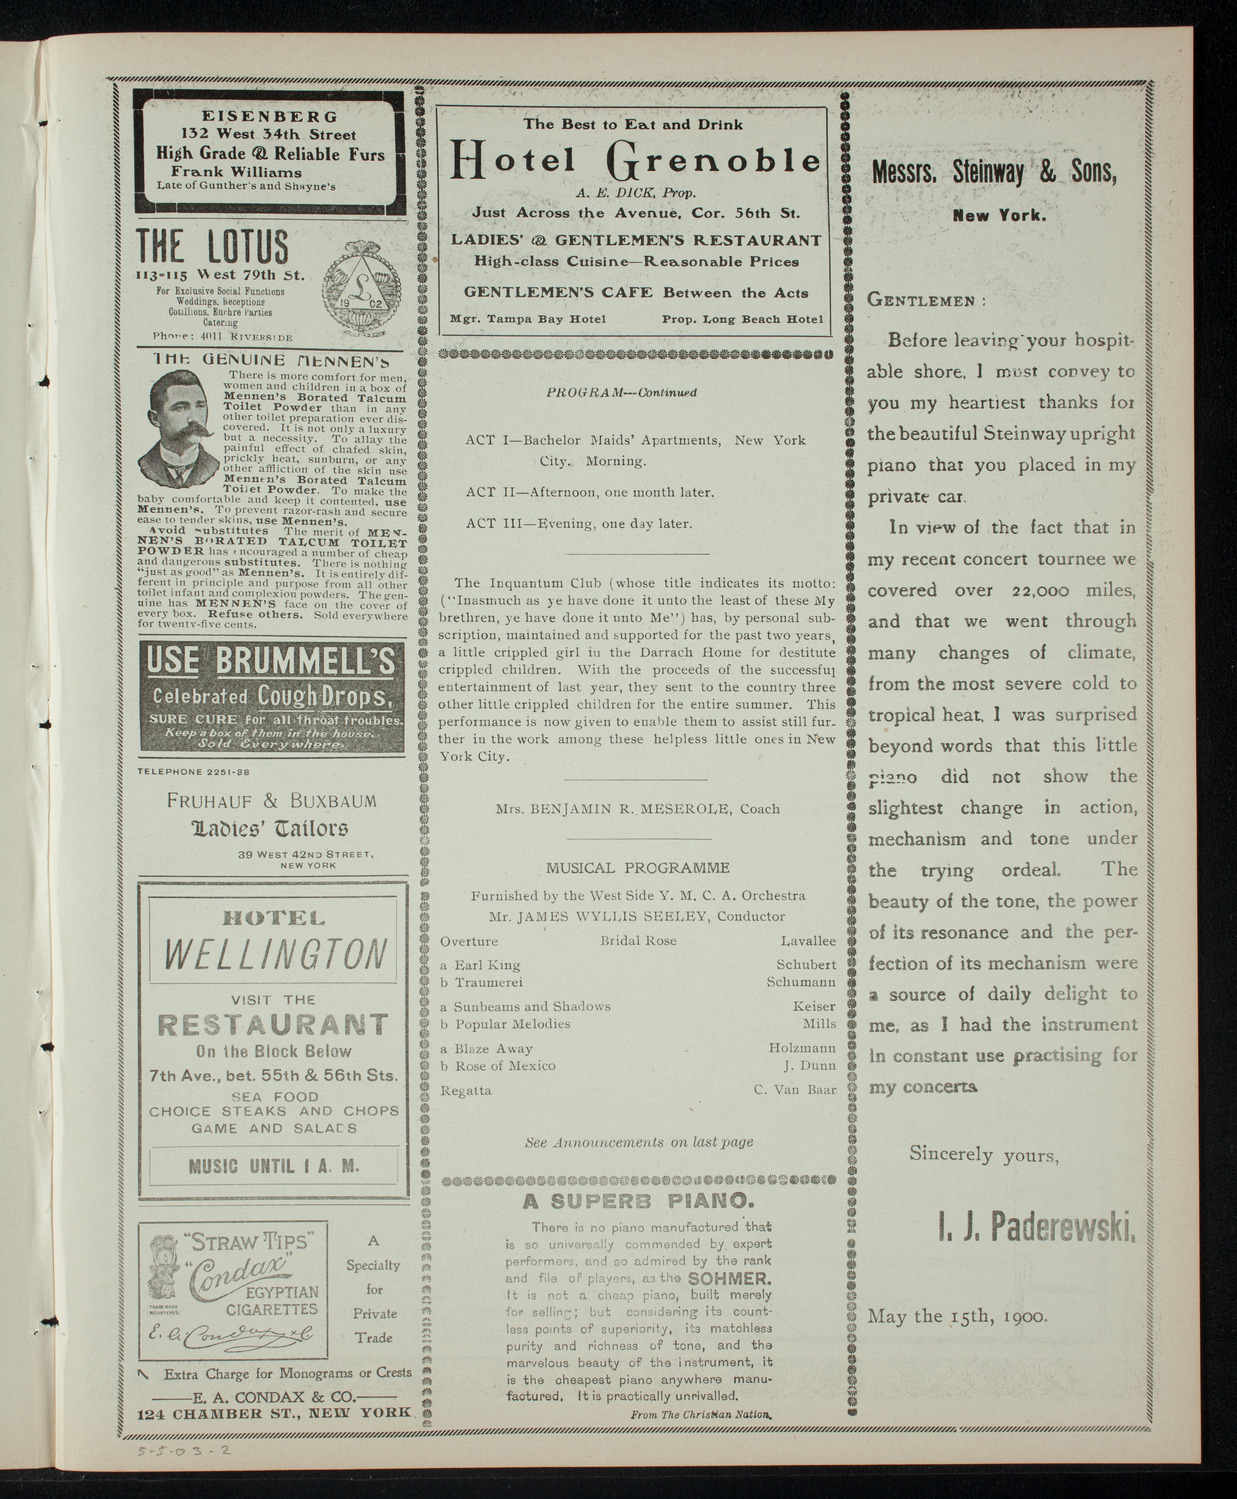 EISENBERG
132 West 34th Street
High Grade & Reliable Furs
Frank Williams
Late of Gunther's and Shayne's
THE LOTUS
113-115 West 79th St.
For Exclusive Social Functions
Weddings, Receptions
Cotillions, Euchre Parties
Catering
Phone: 4011 RIVERSIDE
L
19 02
THE GENUINE MENNEN'S
There is more comfort for men,
women and children in a box of
Mennen's Borated Talcum
Toilet Powder than in any
other toilet preparation ever dis-
covered. It is not only a luxury
but a necessity. To allay the
painful effect of chafed skin,
prickly heat, sunburn, or any
other affliction of the skin use
Mennen's Borated Talcum
Toilet Powder. To make the
baby comfortable and keep it contented, use
Mennen's. To prevent razor-rash and secure
ease to tender skins, use Mennen's.
Avoid Substitutes The merit of MEN-
NEN'S BORATED TALCUM TOILET
POWDER has encouraged a number of cheap
and dangerous substitutes. There is nothing
"just as good" as Mennen's. It is entirely dif-
ferent in principle and purpose from all other
toilet infant and complexion powders. The gen-
uine has MENNEN'S face on the cover of
every box. Refuse others. Sold everywhere
for twenty-five cents.
USE BRUMMELL'S
Celebrated Cough Drops,
SURE CURE for all throat troubles.
Keep a box of them in the house.
Sold Everywhere.
TELEPHONE 2251-38
FRUHAUF & BUXBAUM
Ladies' Tailors
39 WEST 42ND STREET,
NEW YORK
HOTEL
WELLINGTON
VISIT THE
RESTAURANT
On the Block Below
7th Ave., bet. 55th & 56th Sts.
SEA FOOD
CHOICE STEAKS AND CHOPS
GAME AND SALADS
MUSIC UNTIL 1 A. M.
"STRAW TIPS"
"Condax"
EGYPTIAN
CIGARETTES
TRADE MARK
REGISTERED
E. A. Condax & Co
A
Specialty
for
Private
Trade
Extra Charge for Monograms or Crests
E. A. CONDAX & CO.
124 CHAMBER ST., NEW YORK
5-5-03-2
The Best to Eat and Drink
Hotel Grenoble
A. E. DICK, Prop.
Just Across the Avenue, Cor. 56th St.
LADIES' & GENTLEMEN'S RESTAURANT
High-class Cuisine—Reasonable Prices
GENTLEMEN'S CAFE Between the Acts
Mgr. Tampa Bay Hotel Prop. Long Beach Hotel
PROGRAM---Continued
ACT I—Bachelor Maids' Apartments, New York
City. Morning.
ACT II—Afternoon, one month later.
ACT III—Evening, one day later.
The Inquantum Club (whose title indicates its motto:
("Inasmuch as ye have done it unto the least of these My
brethren, ye have done it unto Me") has, by personal sub-
scription, maintained and supported for the past two years,
a little crippled girl in the Darrach Home for destitute
crippled children. With the proceeds of the successful
entertainment of last year, they sent to the country three
other little crippled children for the entire summer. This
performance is now given to enable them to assist still fur-
ther in the work among these helpless little ones in New
York City.
Mrs. BENJAMIN R. MESEROLE, Coach
MUSICAL PROGRAMME
Furnished by the West Side Y. M. C. A. Orchestra
Mr. JAMES WYLLIS SEELEY, Conductor
Overture Bridal Rose Lavallee
a Earl King Schubert
b Traumerei Schumann
a Sunbeams and Shadows Keiser
b Popular Melodies Mills
a Blaze Away Holzmann
b Rose of Mexico J. Dunn
Regatta C. Van Baar
See Announcements on last page
A SUPERB PIANO.
There is no piano manufactured that
is so universally commended by expert
performers, and so admired by the rank
and file of players, as the SOHMER.
It is not a cheap piano, built merely
for selling; but considering its count-
less points of superiority, its matchless
purity and richness of tone, and the
marvelous beauty of the instrument, it
is the cheapest piano anywhere manu-
factured. It is practically unrivalled.
From The Christian Nation.
Messrs. Steinway & Sons,
New York.
GENTLEMEN :
Before leaving your hospit-
able shore, I must convey to
you my heartiest thanks for
the beautiful Steinway upright
piano that you placed in my
private car.
In view of the fact that in
my recent concert tournee we
covered over 22,000 miles,
and that we went through
many changes of climate,
from the most severe cold to
tropical heat, I was surprised
beyond words that this little
piano did not show the
slightest change in action,
mechanism and tone under
the trying ordeal. The
beauty of the tone, the power
of its resonance and the per-
fection of its mechanism were
a source of daily delight to
me, as I had the instrument
in constant use practising for
my concerts
Sincerely yours,
I. J. Paderewski.
May the 15th, 1900.